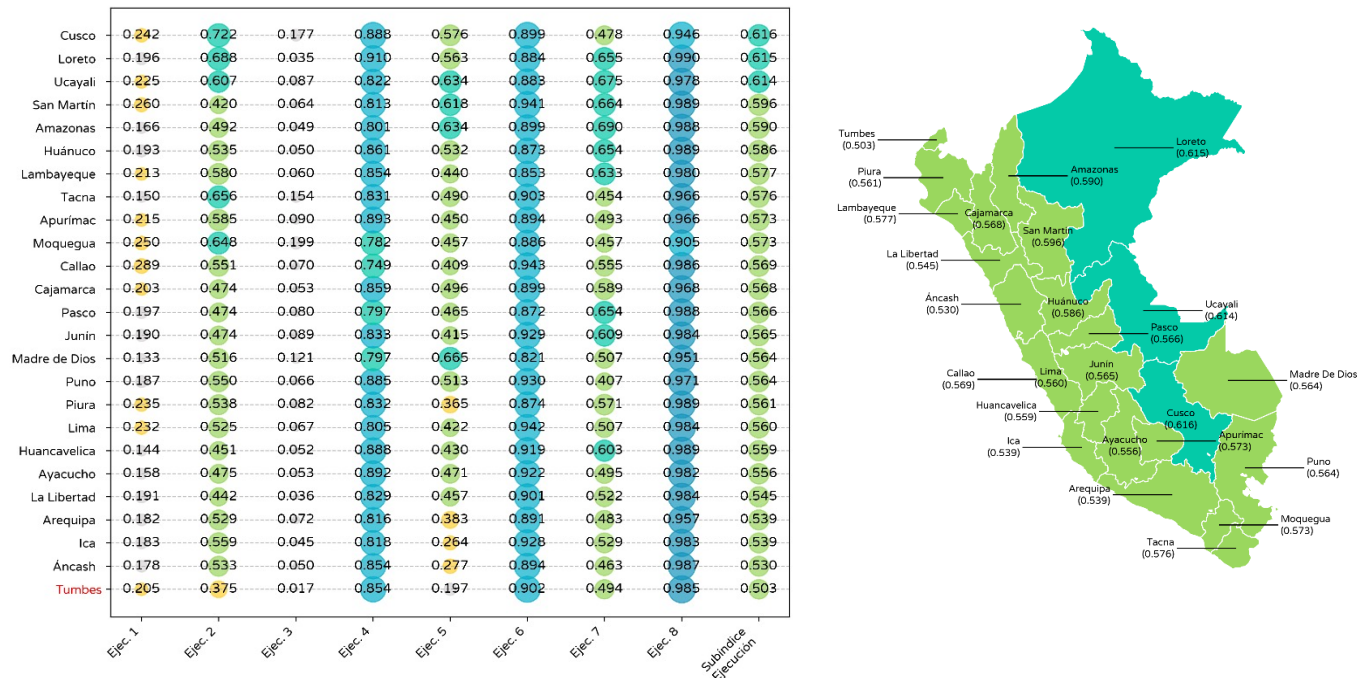 Cusco 0.242 0.722 0.177 0.888 0.576 0.899 0.478 0.946 0.616
Loreto 0.196 0.688 0.035 0.910 0.563 0.884 0.655 0.990 0.615
Ucayali 0.225 0.607 0.087 0.822 0.634 0.883 0.675 0.978 0.614
San Martín 0.260 0.420 0.064 0.813 0.618 0.941 0.664 0.989 0.596
Amazonas 0.166 0.492 0.049 0.801 0.634 0.899 0.690 0.988 0.590
Huánuco 0.193 0.535 0.050 0.861 0.532 0.873 0.654 0.989 0.586
Lambayeque 0.213 0.580 0.060 0.854 0.440 0.853 0.633 0.980 0.577
Tacna 0.150 0.656 0.154 0.831 0.490 0.903 0.454 0.966 0.576
Apurímac 0.215 0.585 0.090 0.893 0.450 0.894 0.493 0.966 0.573
Moquegua 0.250 0.648 0.199 0.782 0.457 0.886 0.457 0.905 0.573
Callao 0.289 0.551 0.070 0.749 0.409 0.943 0.555 0.986 0.569
Cajamarca 0.203 0.474 0.053 0.859 0.496 0.899 0.589 0.968 0.568
Pasco 0.197 0.474 0.080 0.797 0.465 0.872 0.654 0.988 0.566
Junín 0.190 0.474 0.089 0.833 0.415 0.929 0.609 0.984 0.565
Madre de Dios 0.133 0.516 0.121 0.797 0.665 0.821 0.507 0.951 0.564
Puno 0.187 0.550 0.066 0.885 0.513 0.930 0.407 0.971 0.564
Piura 0.235 0.538 0.082 0.832 0.365 0.874 0.571 0.989 0.561
Lima 0.232 0.525 0.067 0.805 0.422 0.942 0.507 0.984 0.560
Huancavelica 0.144 0.451 0.052 0.888 0.430 0.919 0.603 0.989 0.559
Ayacucho 0.158 0.475 0.053 0.892 0.471 0.922 0.495 0.982 0.556
La Libertad 0.191 0.442 0.036 0.829 0.457 0.901 0.522 0.984 0.545
Arequipa 0.182 0.529 0.072 0.816 0.383 0.891 0.483 0.957 0.539
Ica 0.183 0.559 0.045 0.818 0.264 0.928 0.529 0.983 0.539
Áncash 0.178 0.533 0.050 0.854 0.277 0.894 0.463 0.987 0.530
Tumbes 0.205 0.375 0.017 0.854 0.197 0.902 0.494 0.985 0.503
Ejec. 1 Ejec. 2 Ejec. 3 Ejec. 4 Ejec. 5 Ejec. 6 Ejec. 7 Ejec. 8 Subíndice
Ejecución
Tumbes
(0.503)
Loreto
(0.615)
Piura
(0.561)
Amazonas
(0.590)
Lambayeque
(0.577)
Cajamarca
(0.568)
San Martín
(0.596)
La Libertad
(0.545)
Áncash
(0.530)
Huánuco
(0.586)
Ucayali
(0.614)
Pasco
(0.566)
Callao
(0.569)
Lima
(0.560)
Junín
(0.565)
Madre De Dios
(0.564)
Huancavelica
(0.559)
Cusco
(0.616)
Ica
(0.539)
Ayacucho
(0.556)
Apurímac
(0.573)
Puno
(0.564)
Arequipa
(0.539)
Moquegua
(0.573)
Tacna
(0.576)